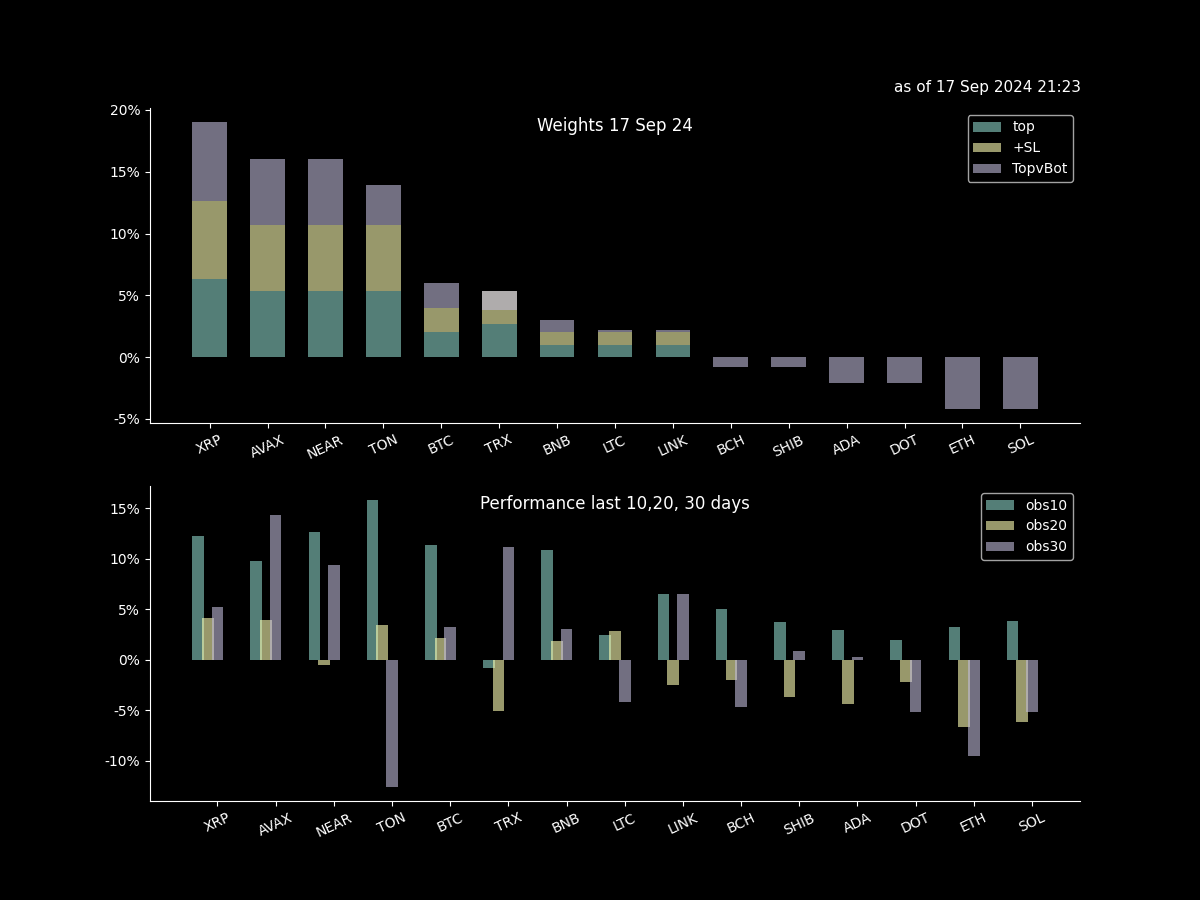 as of 17 Sep 2024 21:23
Weights 17 Sep 24
top
+SL
TopvBot
20%
15%
10%
5%
0%
-5%
XRP AVAX NEAR TON BTC TRX BNB LTC LINK BCH SHIB ADA DOT ETH SOL
Performance last 10,20, 30 days
obs10
obs20
obs30
15%
10%
5%
0%
-5%
-10%
XRP AVAX NEAR TON BTC TRX BNB LTC LINK BCH SHIB ADA DOT ETH SOL